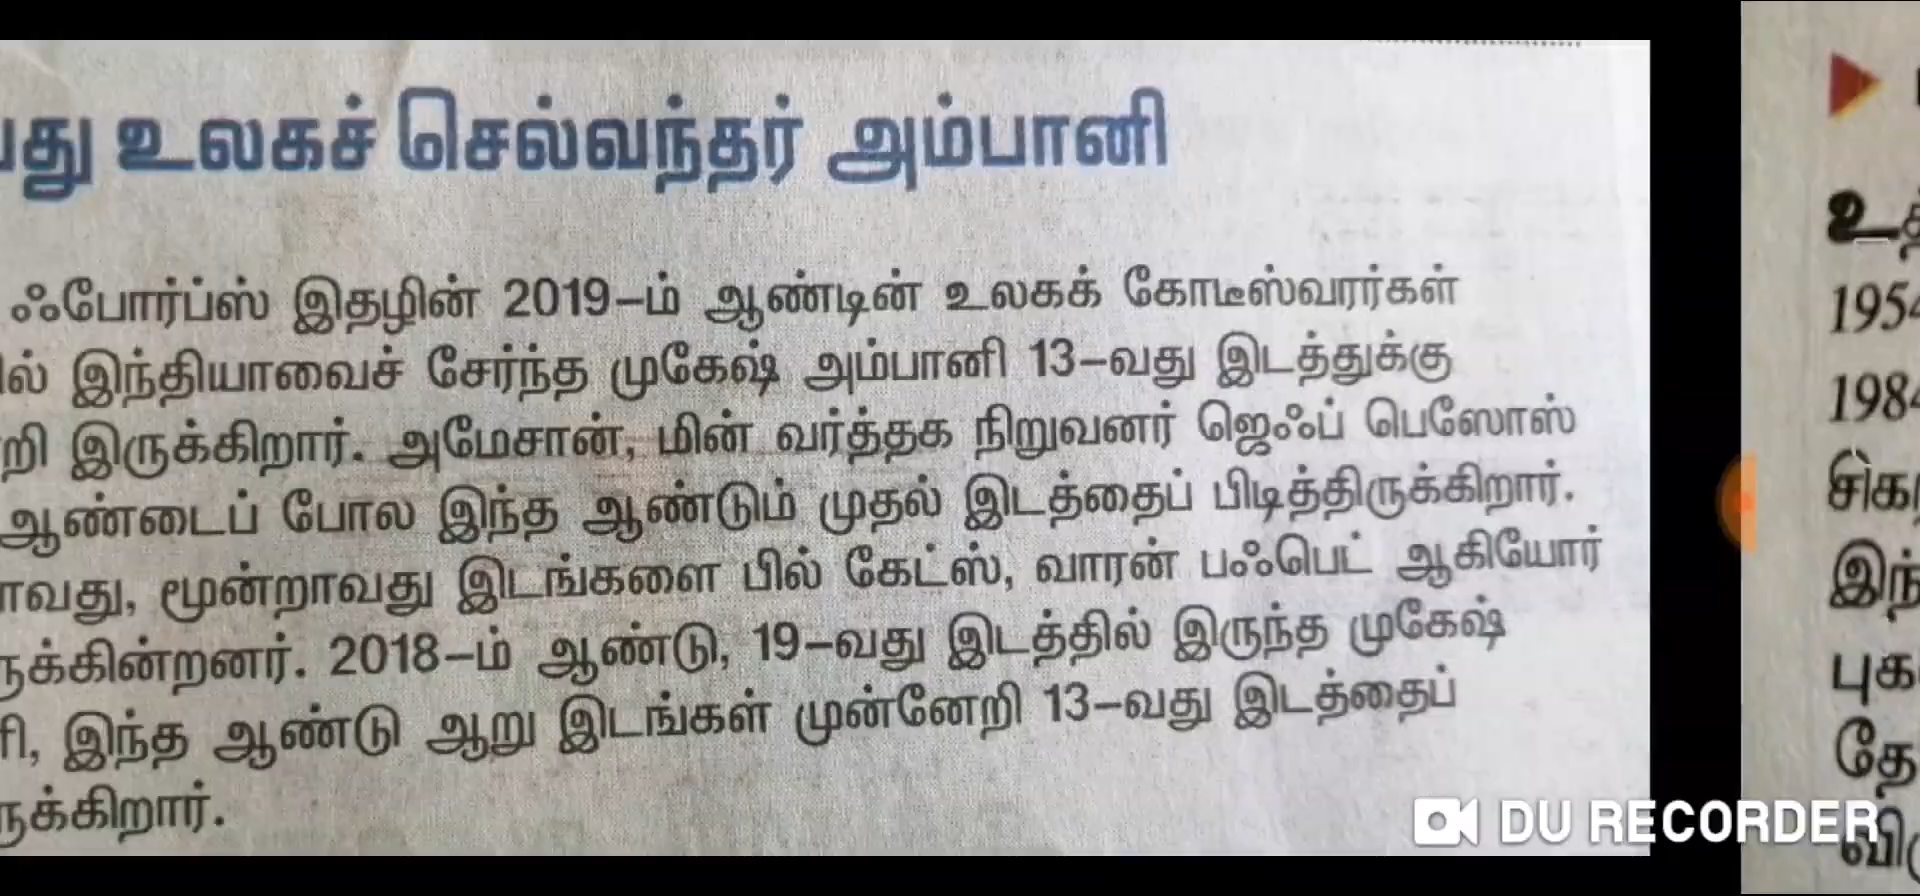 உலகச் செல்வந்தர் அம்பானி
ஃபோர்ப்ஸ் இதழின் 2019-ம் ஆண்டின் உலகக் கோடீஸ்வரர்கள்
இந்தியாவைச் சேர்ந்த முகேஷ் அம்பானி 13-வது இடத்துக்கு
இருக்கிறார். அமேசான், மின் வர்த்தக நிறுவனர் ஜெஃப் பெஸோஸ்
ஆண்டைப் போல இந்த ஆண்டும் முதல் இடத்தைப் பிடித்திருக்கிறார்.
மூன்றாவது இடங்களை பில் கேட்ஸ், வாரன் பஃபெட் ஆகியோர்
2018-ம் ஆண்டு, 19-வது இடத்தில் இருந்த முகேஷ்
இந்த ஆண்டு ஆறு இடங்கள் முன்னேறி 13-வது இடத்தைப்
DU RECORDER
1954
1984